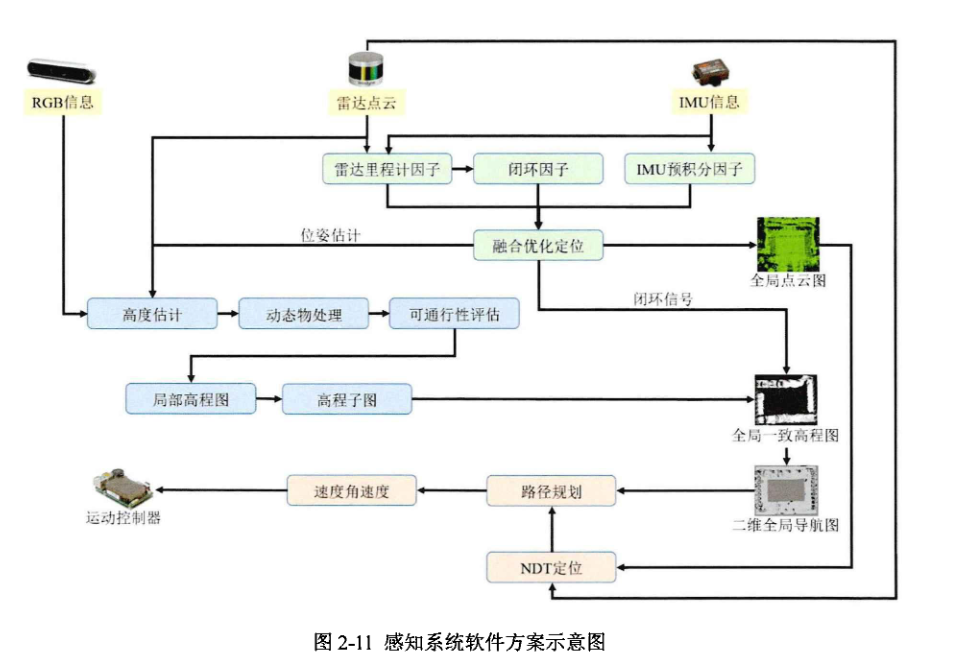 RGB信息
雷达点云
IMU信息
雷达里程计因子
闭环因子
IMU预积分因子
位姿估计
融合优化定位
全局点云图
闭环信号
高度估计
动态物处理
可通行性评估
局部高程图
高程子图
全局一致高程图
运动控制器
速度角速度
路径规划
二维全局导航图
NDT定位
图 2-11 感知系统软件方案示意图